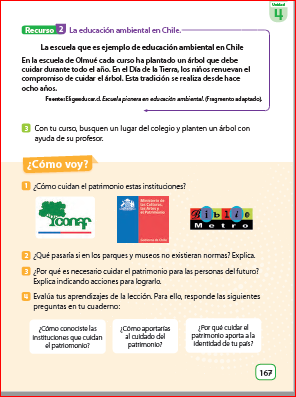 Unidad
4
Recurso 2 La educación ambiental en Chile.
La escuela que es ejemplo de educación ambiental en Chile
En la escuela de Olmué cada curso ha plantado un árbol que debe
cuidar durante todo el año. En el Día de la Tierra, los niños renuevan el
compromiso de cuidar el árbol. Esta tradición se realiza desde hace
ocho años.
Fuente: Eligeeducar.cl. Escuela pionera en educación ambiental. (Fragmento adaptado).
3 Con tu curso, busquen un lugar del colegio y planten un árbol con
ayuda de su profesor.
¿Cómo voy?
1 ¿Cómo cuidan el patrimonio estas instituciones?
conaf
Ministerio de
las Culturas,
las Artes y
el Patrimonio
Gobierno de Chile
Biblio
Metro
2 ¿Qué pasaría si en los parques y museos no existieran normas? Explica.
3 ¿Por qué es necesario cuidar el patrimonio para las personas del futuro?
Explica indicando acciones para lograrlo.
4 Evalúa tus aprendizajes de la lección. Para ello, responde las siguientes
preguntas en tu cuaderno:
¿Cómo conociste las
instituciones que cuidan
el patriomonio?
¿Cómo aportarías
al cuidado del
patrimonio?
¿Por qué cuidar el
patrimonio aporta a la
identidad de tu país?
167